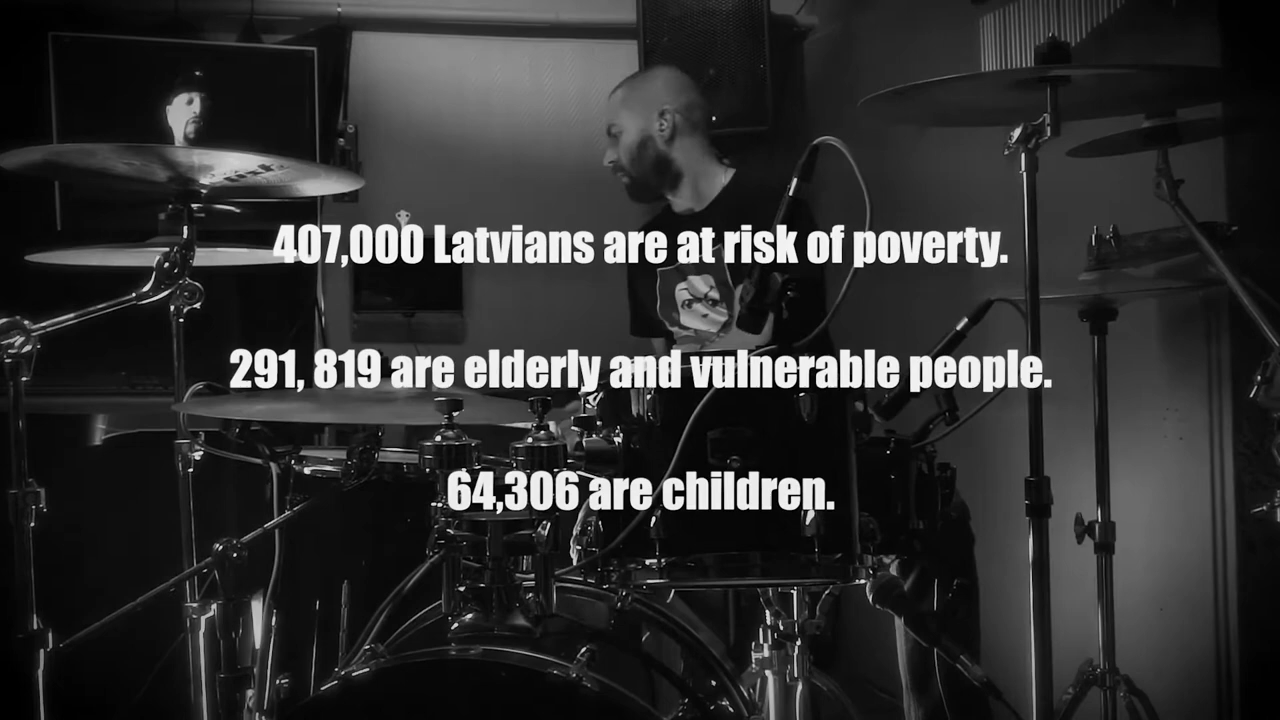 407,000 Latvians are at risk of poverty.
291, 819 are elderly and vulnerable people.
64,306 are children.